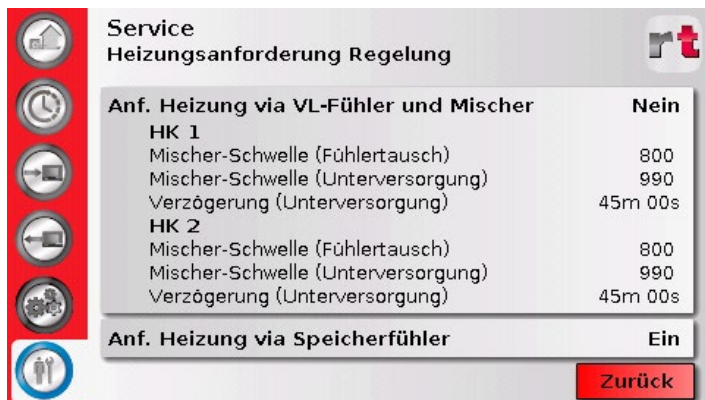 Service
Heizungsanforderung Regelung
rt
Anf. Heizung via VL-Fühler und Mischer Nein
HK 1
Mischer-Schwelle (Fühlertausch) 800
Mischer-Schwelle (Unterversorgung) 990
Verzögerung (Unterversorgung) 45m 00s
HK 2
Mischer-Schwelle (Fühlertausch) 800
Mischer-Schwelle (Unterversorgung) 990
Verzögerung (Unterversorgung) 45m 00s
Anf. Heizung via Speicherfühler Ein
Zurück